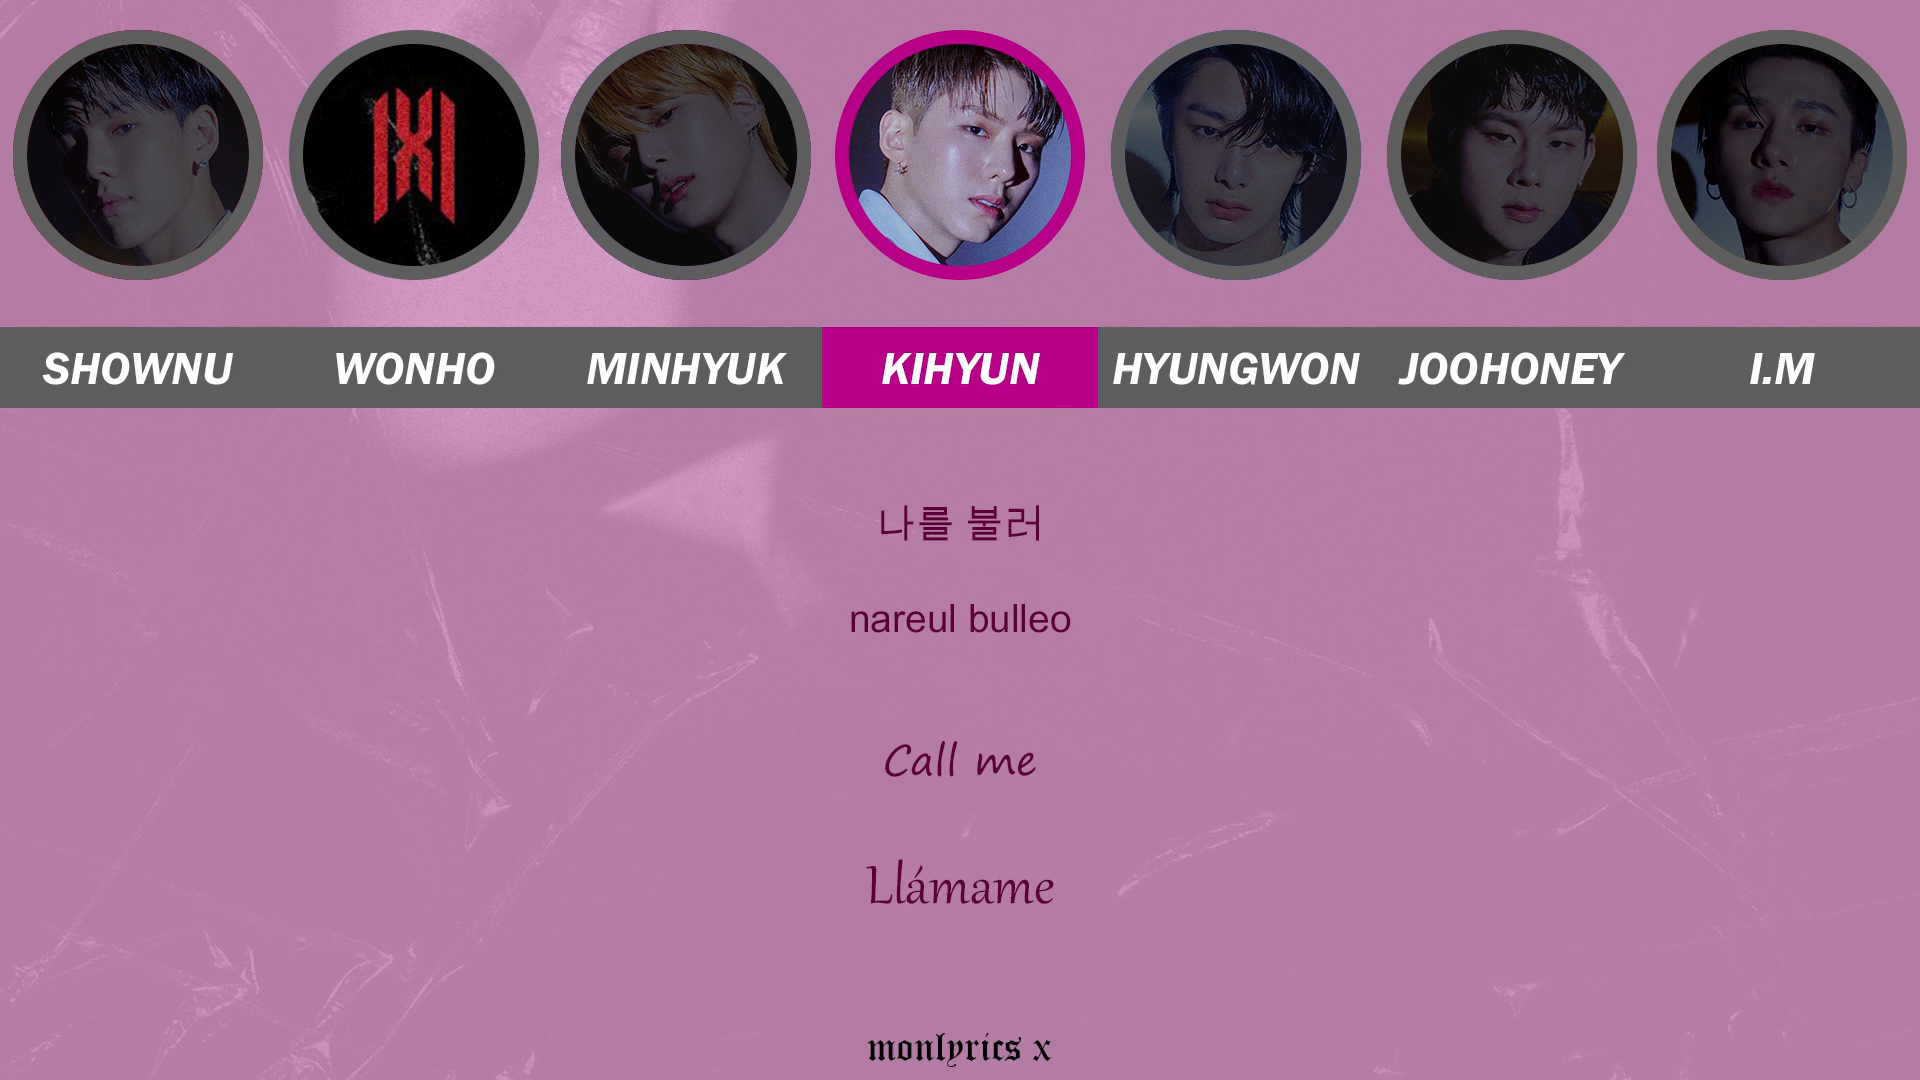 SHOWNU WONHO MINHYUK KIHYUN HYUNGWON JOOHONEY I.M
나를 불러
nareul bulleo
Call me
Llámame
monlyrics x